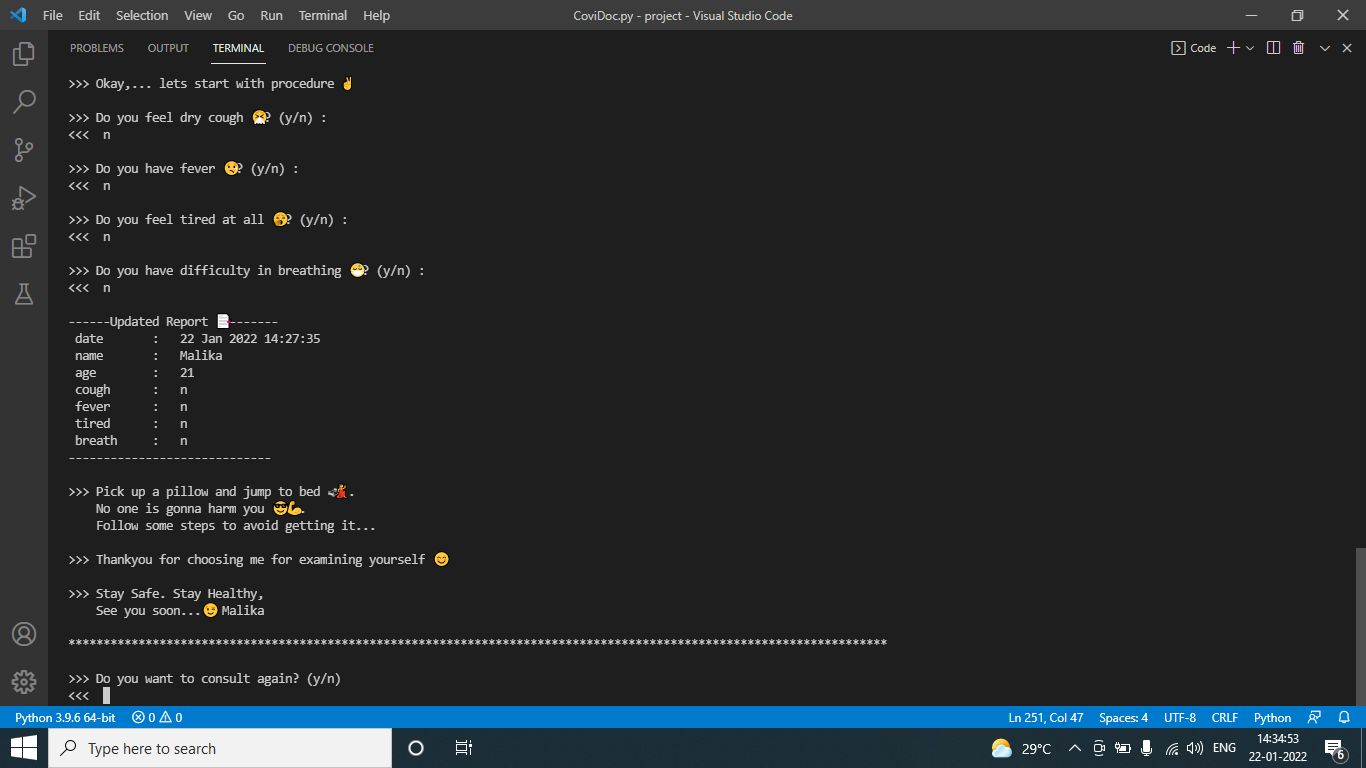 File Edit Selection View Go Run Terminal Help CoviDoc.py - project - Visual Studio Code
PROBLEMS OUTPUT TERMINAL DEBUG CONSOLE Code
>>> Okay,... lets start with procedure ✌
>>> Do you feel dry cough 😷? (y/n) :
<<< n
>>> Do you have fever 🤒? (y/n) :
<<< n
>>> Do you feel tired at all 😴? (y/n) :
<<< n
>>> Do you have difficulty in breathing 😷? (y/n) :
<<< n
------Updated Report 📑-------
date : 22 Jan 2022 14:27:35
name : Malika
age : 21
cough : n
fever : n
tired : n
breath : n
-----------------------------
>>> Pick up a pillow and jump to bed 🛋💃.
No one is gonna harm you 😎💪.
Follow some steps to avoid getting it...
>>> Thankyou for choosing me for examining yourself 😊
>>> Stay Safe. Stay Healthy,
See you soon...😉 Malika
*********************************************************************************************************************
>>> Do you want to consult again? (y/n)
<<<
Python 3.9.6 64-bit 0 0 Ln 251, Col 47 Spaces: 4 UTF-8 CRLF Python
Type here to search 29°C ENG 14:34:53
22-01-2022 6